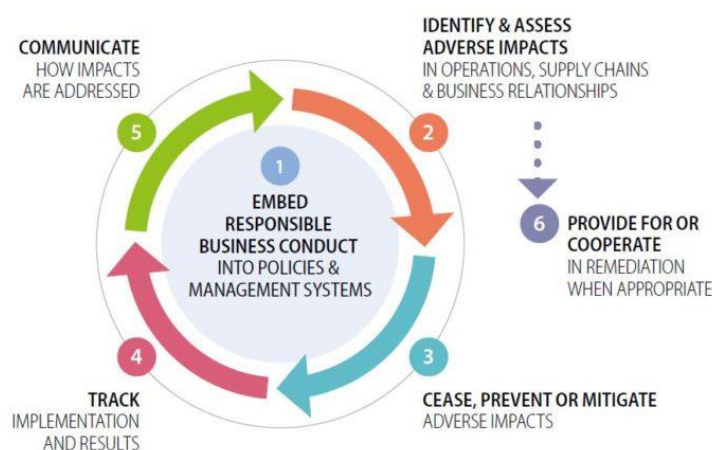 COMMUNICATE
HOW IMPACTS
ARE ADDRESSED
5
IDENTIFY & ASSESS
ADVERSE IMPACTS
IN OPERATIONS, SUPPLY CHAINS
& BUSINESS RELATIONSHIPS
2
1
EMBED
RESPONSIBLE
BUSINESS CONDUCT
INTO POLICIES &
MANAGEMENT SYSTEMS
6
PROVIDE FOR OR
COOPERATE
IN REMEDIATION
WHEN APPROPRIATE
4
TRACK
IMPLEMENTATION
AND RESULTS
3
CEASE, PREVENT OR MITIGATE
ADVERSE IMPACTS